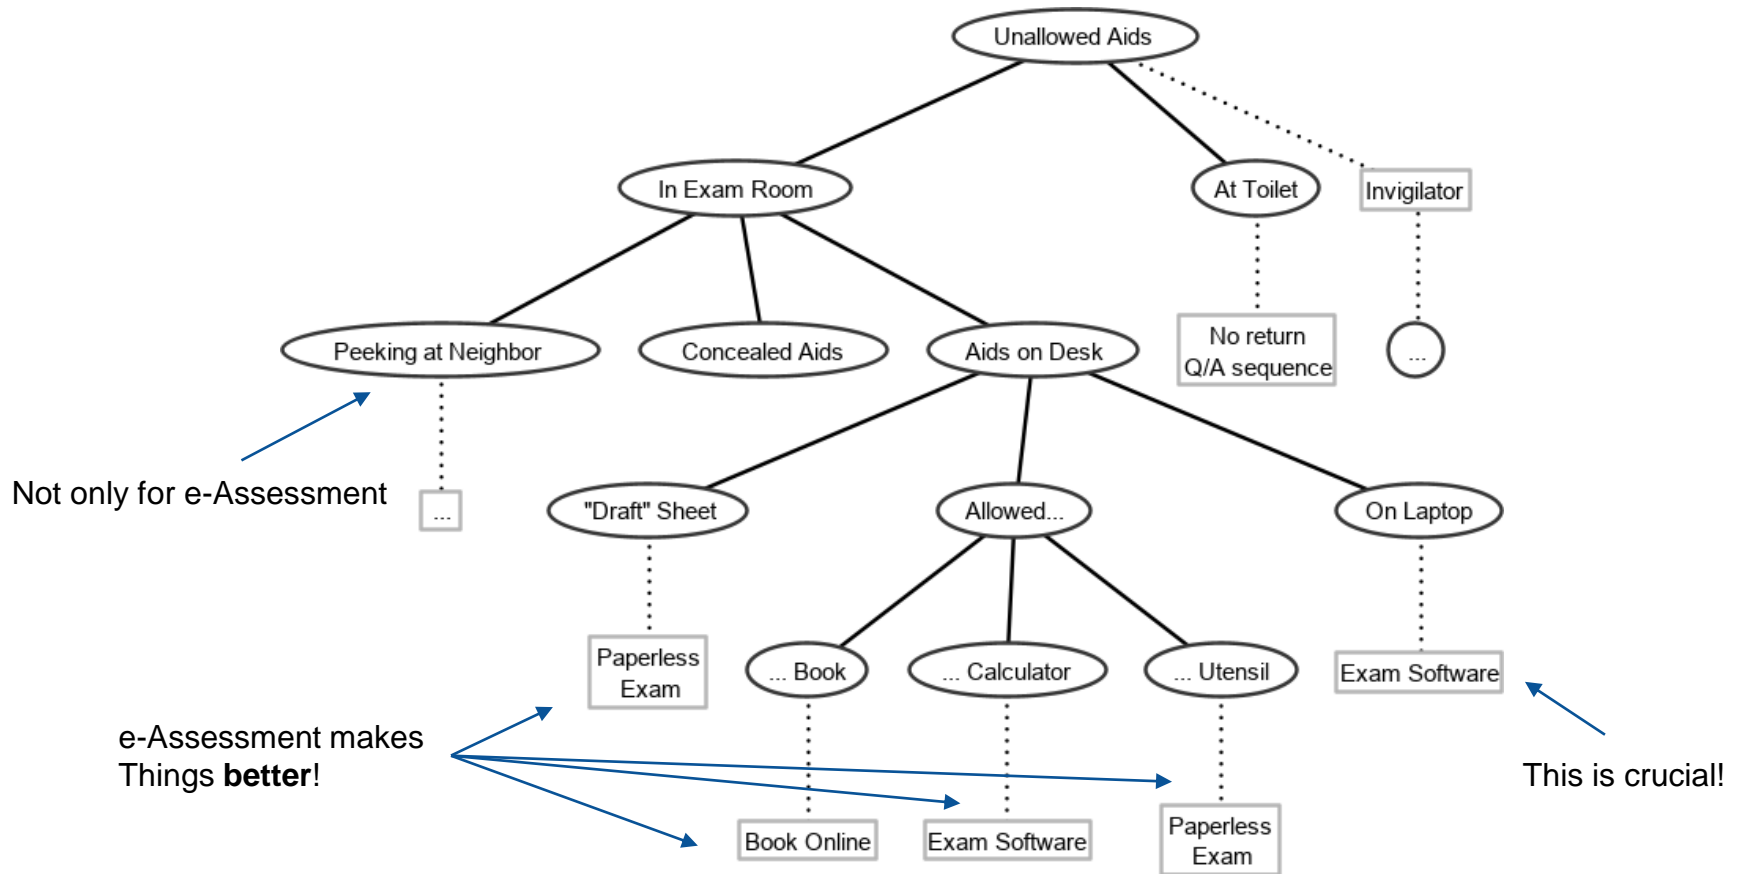 Unallowed Aids
In Exam Room
At Toilet
Invigilator
Peeking at Neighbor
Concealed Aids
Aids on Desk
No return
Q/A sequence
...
Not only for e-Assessment
...
"Draft" Sheet
Allowed...
On Laptop
Paperless
Exam
... Book
... Calculator
... Utensil
Exam Software
e-Assessment makes
Things better!
This is crucial!
Book Online
Exam Software
Paperless
Exam